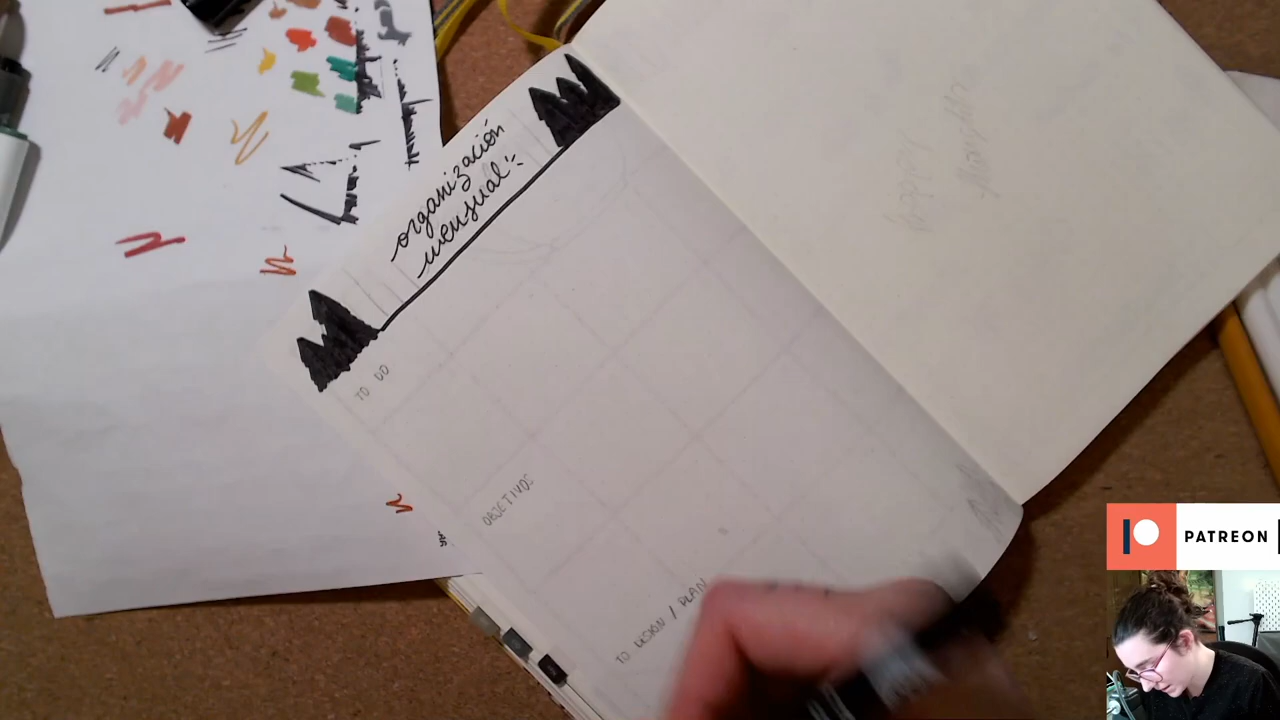 organización
mensual
TO DO
OBJETIVOS
TO DESIGN / PLAN
PATREON